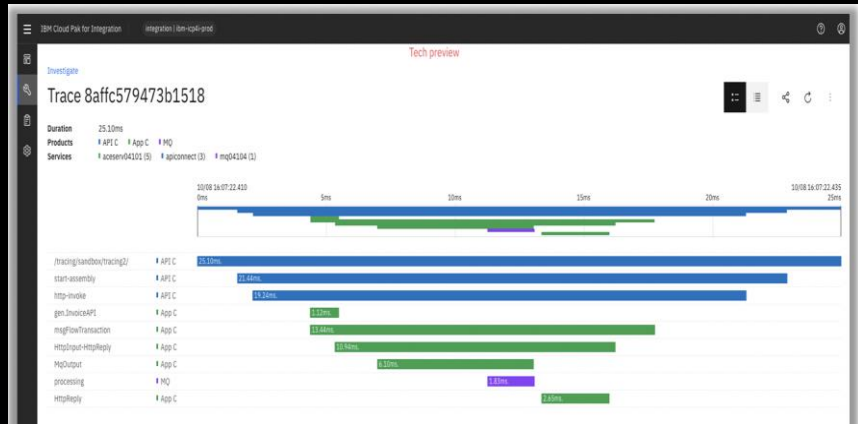 IBM Cloud Pak for Integration integration | ibm-icp4i-prod
Tech preview
Investigate
Trace 8affc579473b1518
Duration 25.10ms
Products API C App C MQ
Services aceserv04101 (5) apiconnect (3) mq04104 (1)
10/08 16:07:22.410 10/08 16:07:22.435
0ms 5ms 10ms 15ms 20ms 25ms
/tracing/sandbox/tracing2/ API C 25.10ms.
start-assembly API C 21.44ms.
http-invoke API C 19.24ms.
gen.InvoiceAPI App C 1.12ms.
msgFlowTransaction App C 13.44ms.
HttpInput-HttpReply App C 10.94ms.
MqOutput App C 6.10ms.
processing MQ 1.83ms.
HttpReply App C 2.65ms.